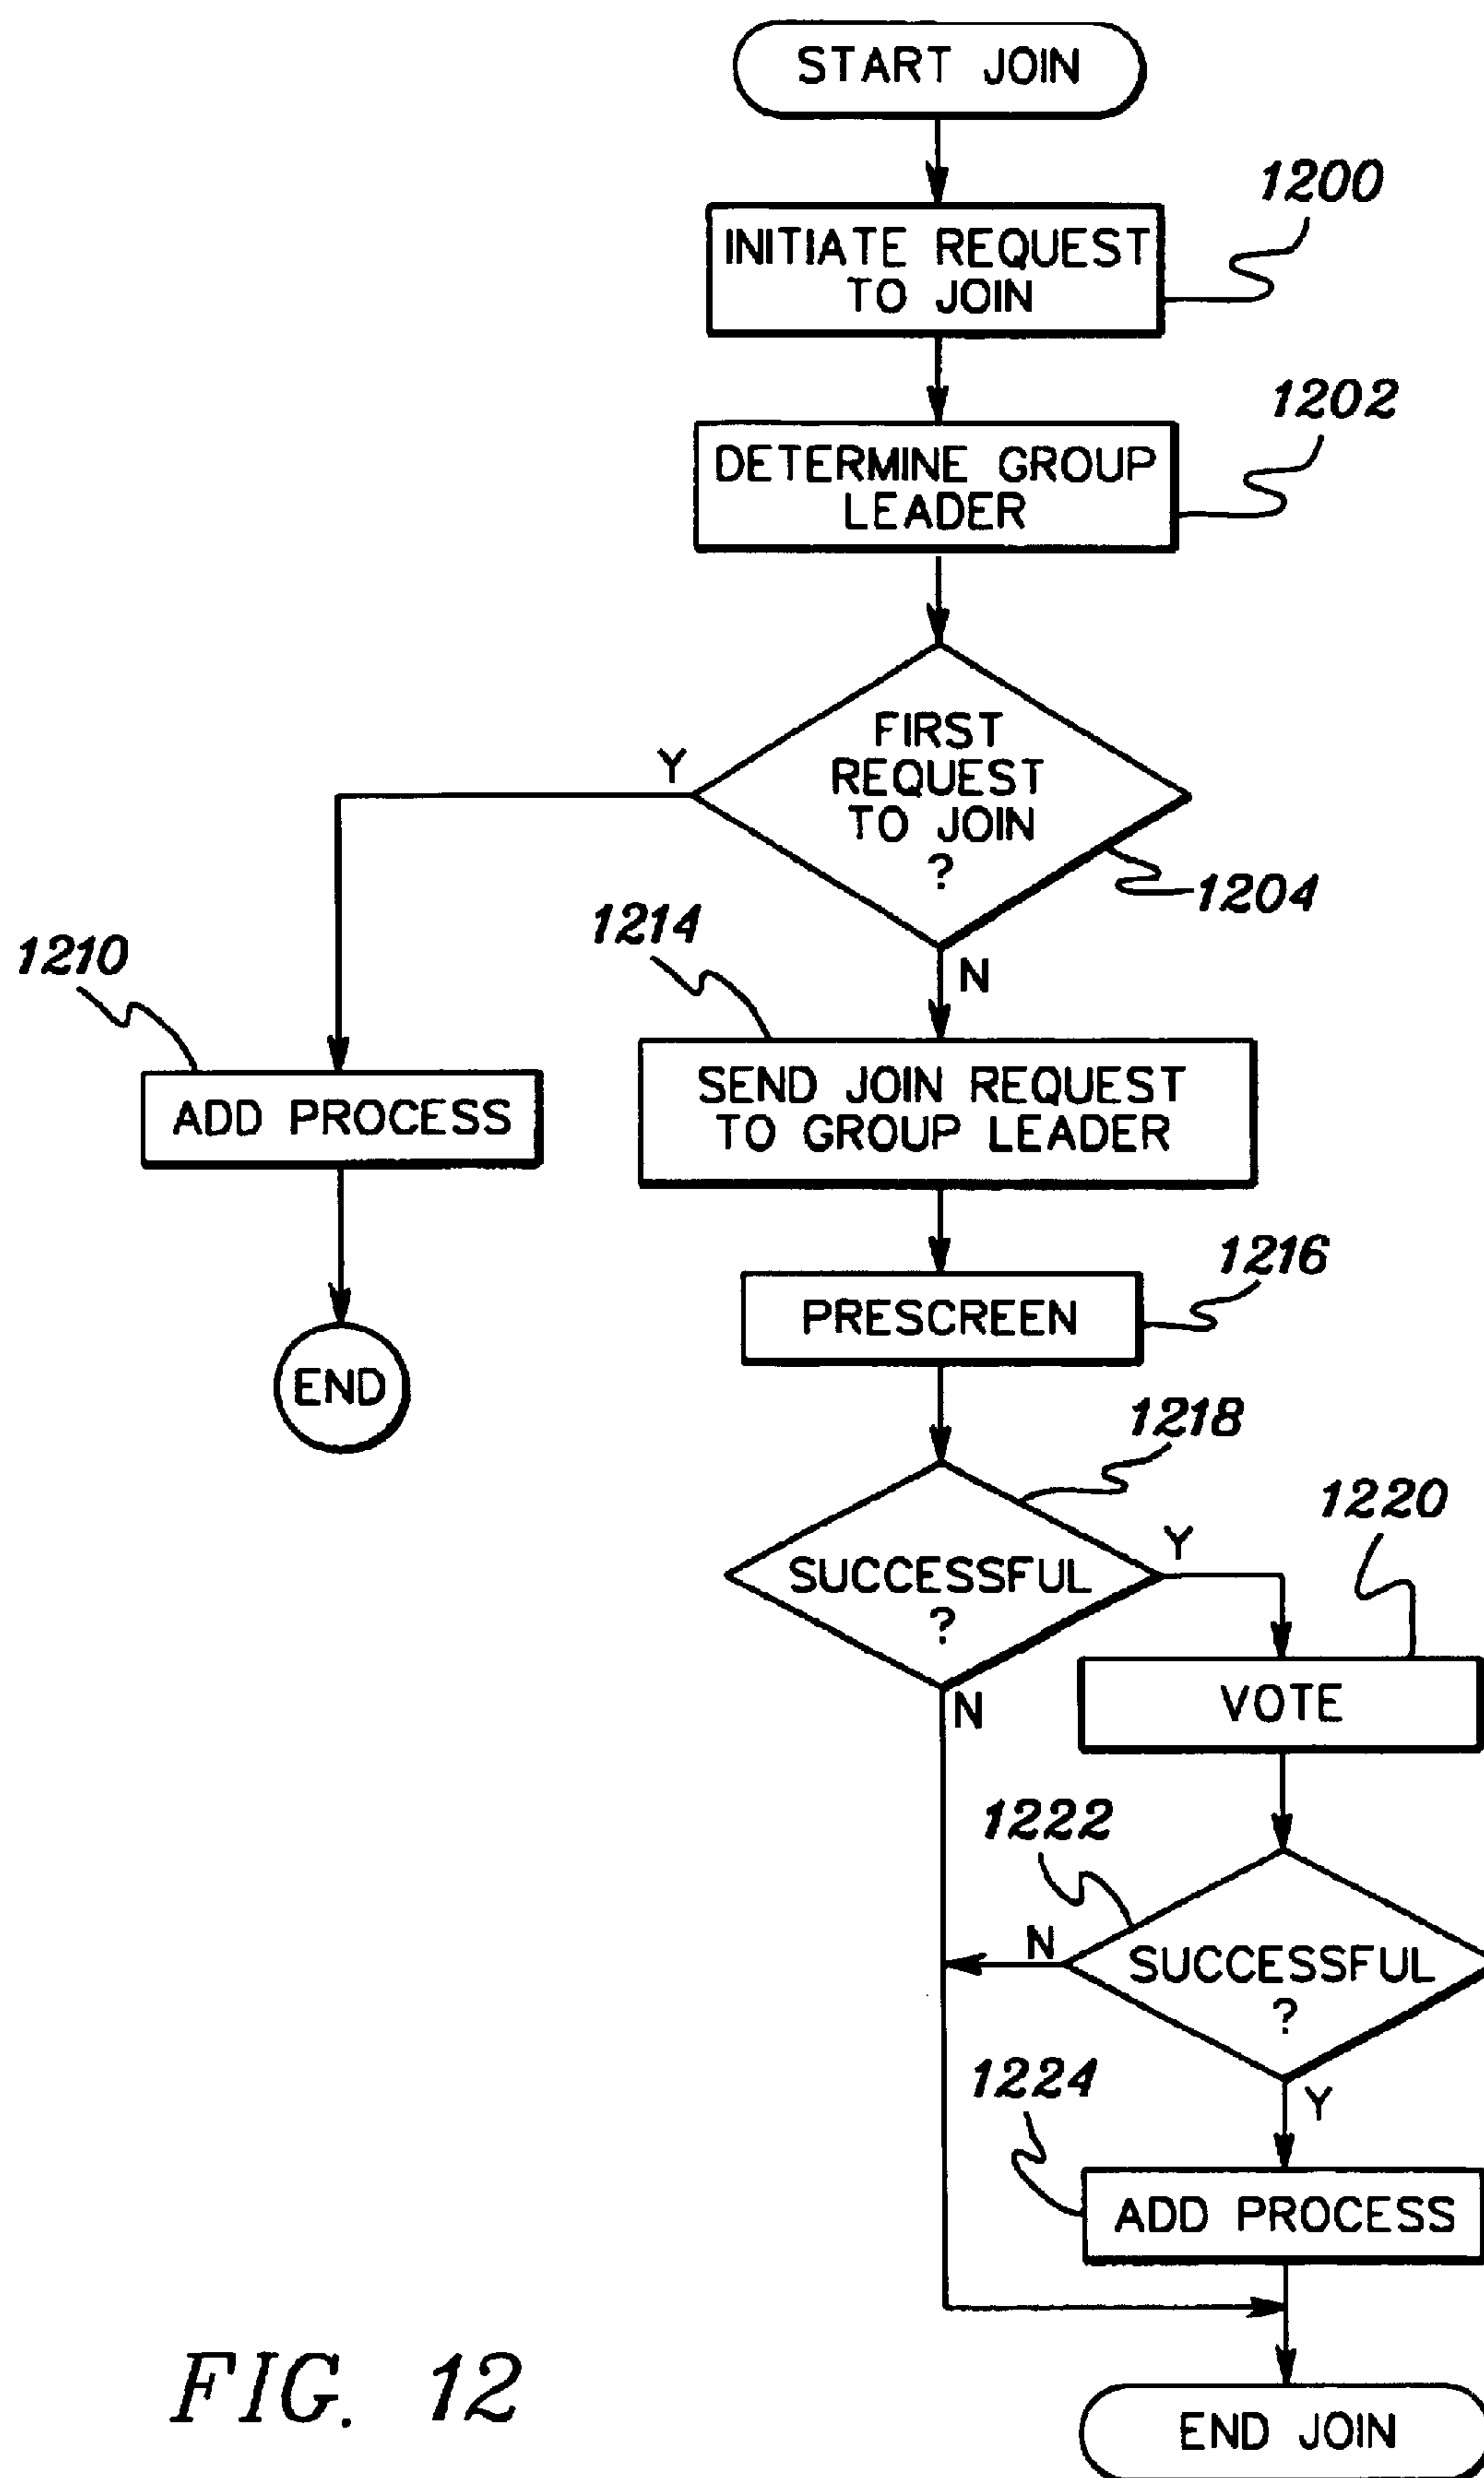 START JOIN
1200
INITIATE REQUEST
TO JOIN
1202
DETERMINE GROUP
LEADER
FIRST
REQUEST
TO JOIN
?
Y
1204
N
1210
1214
ADD PROCESS
SEND JOIN REQUEST
TO GROUP LEADER
END
1216
PRESCREEN
1218
SUCCESSFUL
?
Y
N
1220
VOTE
1222
N
SUCCESSFUL
?
Y
1224
ADD PROCESS
END JOIN
FIG. 12